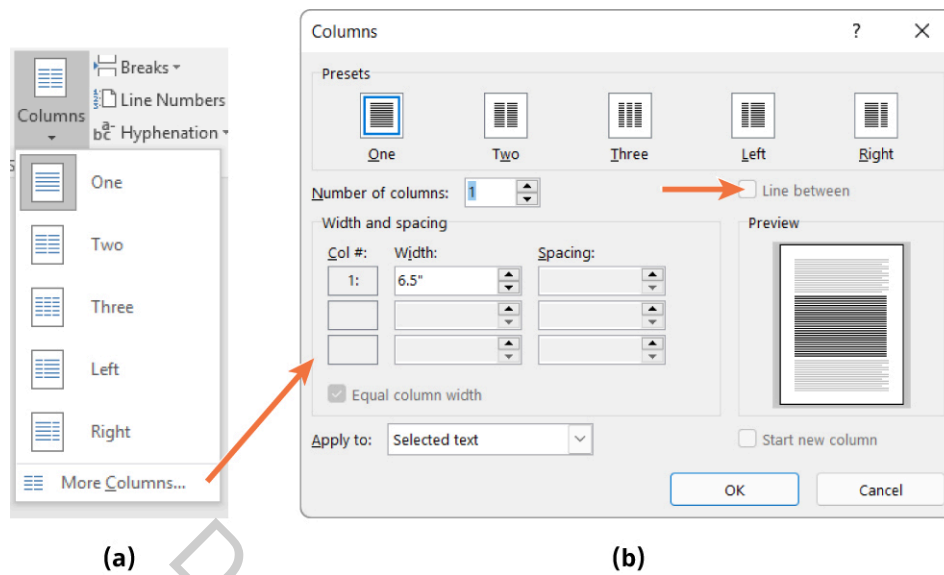 Columns
Breaks
Line Numbers
Hyphenation
One
Two
Three
Left
Right
More Columns...
(a)
Columns
?
Presets
One Two Three Left Right
Number of columns: 1
Line between
Width and spacing
Col #: Width: Spacing:
1: 6.5"
Equal column width
Preview
Apply to: Selected text
Start new column
OK Cancel
(b)